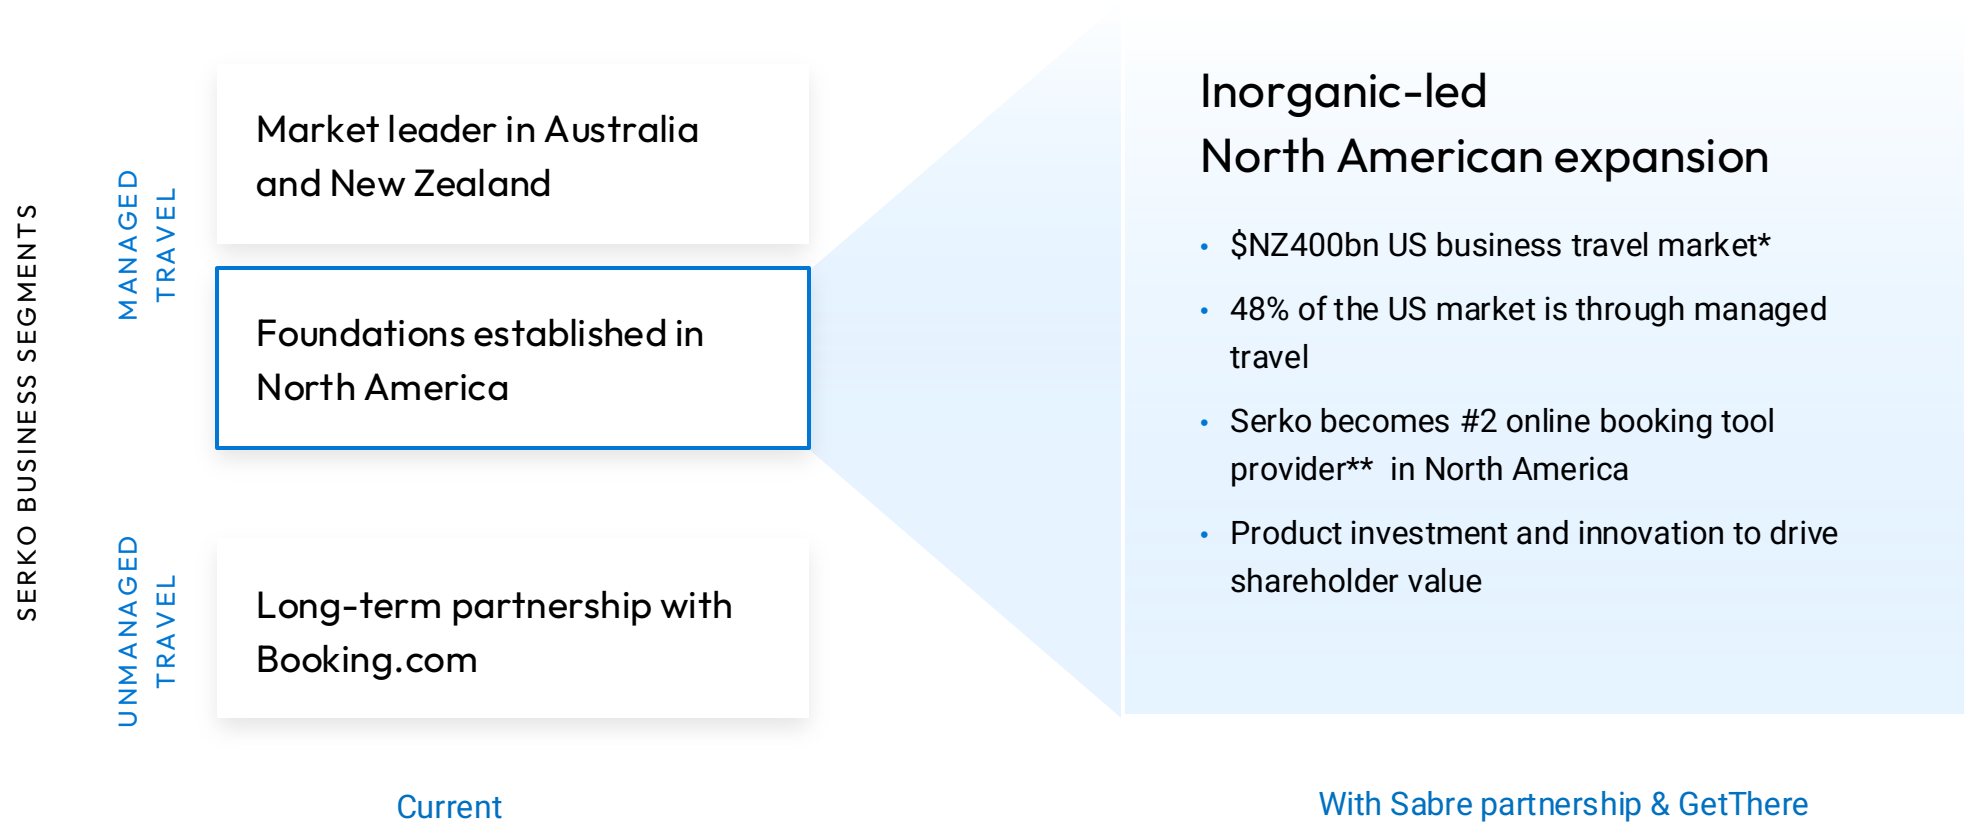 SERKO BUSINESS SEGMENTS
MANAGED
TRAVEL
Market leader in Australia
and New Zealand
Foundations established in
North America
UNMANAGED
TRAVEL
Long-term partnership with
Booking.com
Current
Inorganic-led
North American expansion
• $NZ400bn US business travel market*
• 48% of the US market is through managed
travel
• Serko becomes #2 online booking tool
provider** in North America
• Product investment and innovation to drive
shareholder value
With Sabre partnership & GetThere